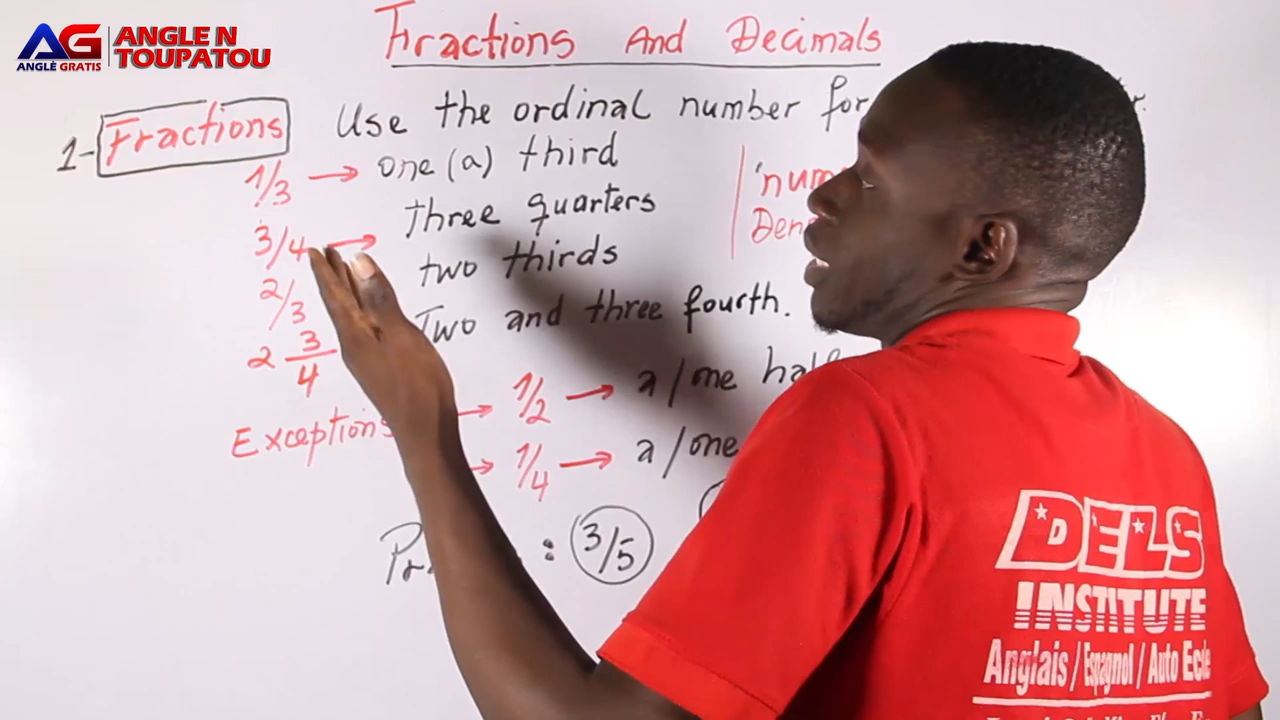 AG ANGLE N
ANGLÈ GRATIS TOUPATOU
Fractions And Decimals
1- Fractions Use the ordinal number for
1/3 → one (a) third
3/4 → three quarters
2/3 two thirds
2 3/4 Two and three fourth.
Exceptions → 1/2 → a/one half
→ 1/4 → a/one
: 3/5
DELS
INSTITUTE
Anglais / Espagnol / Auto Ecole